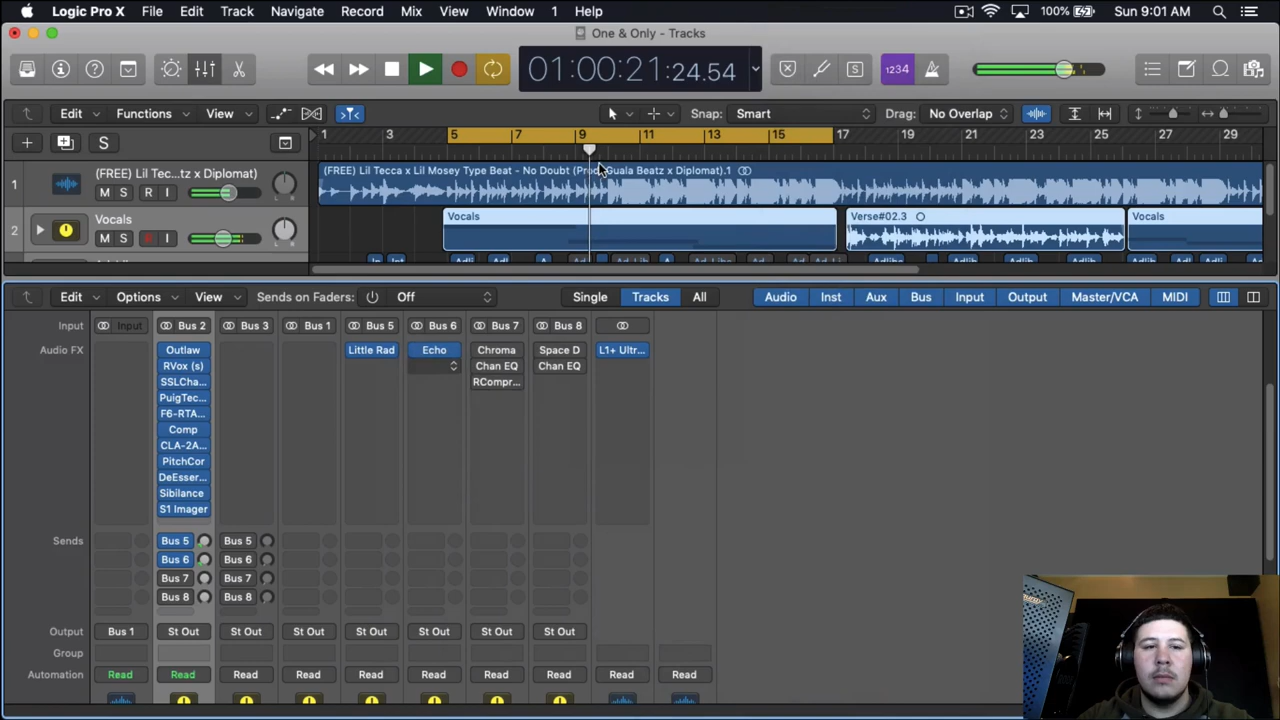 Logic Pro X File Edit Track Navigate Record Mix View Window 1 Help 100% Sun 9:01 AM
One & Only - Tracks
01:00:21:24.54 1234
Edit Functions View Snap: Smart Drag: No Overlap
S 1 3 5 7 9 11 13 15 17 19 21 23 25 27 29
1 (FREE) Lil Tec...tz x Diplomat) (FREE) Lil Tecca x Lil Mosey Type Beat - No Doubt (Prod. Guala Beatz x Diplomat).1
M S R I
2 Vocals Vocals Verse#02.3 Vocals
M S I
Edit Options View Sends on Faders: Off Single Tracks All Audio Inst Aux Bus Input Output Master/VCA MIDI
Input Input Bus 2 Bus 3 Bus 1 Bus 5 Bus 6 Bus 7 Bus 8
Audio FX Outlaw Little Rad Echo Chroma Space D L1+ Ultr...
RVox (s) Chan EQ Chan EQ
SSLCha... RCompr...
PuigTec...
F6-RTA...
Comp
CLA-2A...
PitchCor
DeEsser...
Sibilance
S1 Imager
Sends Bus 5 Bus 5
Bus 6 Bus 6
Bus 7 Bus 7
Bus 8 Bus 8
Output Bus 1 St Out St Out St Out St Out St Out St Out St Out
Group
Automation Read Read Read Read Read Read Read Read Read Read